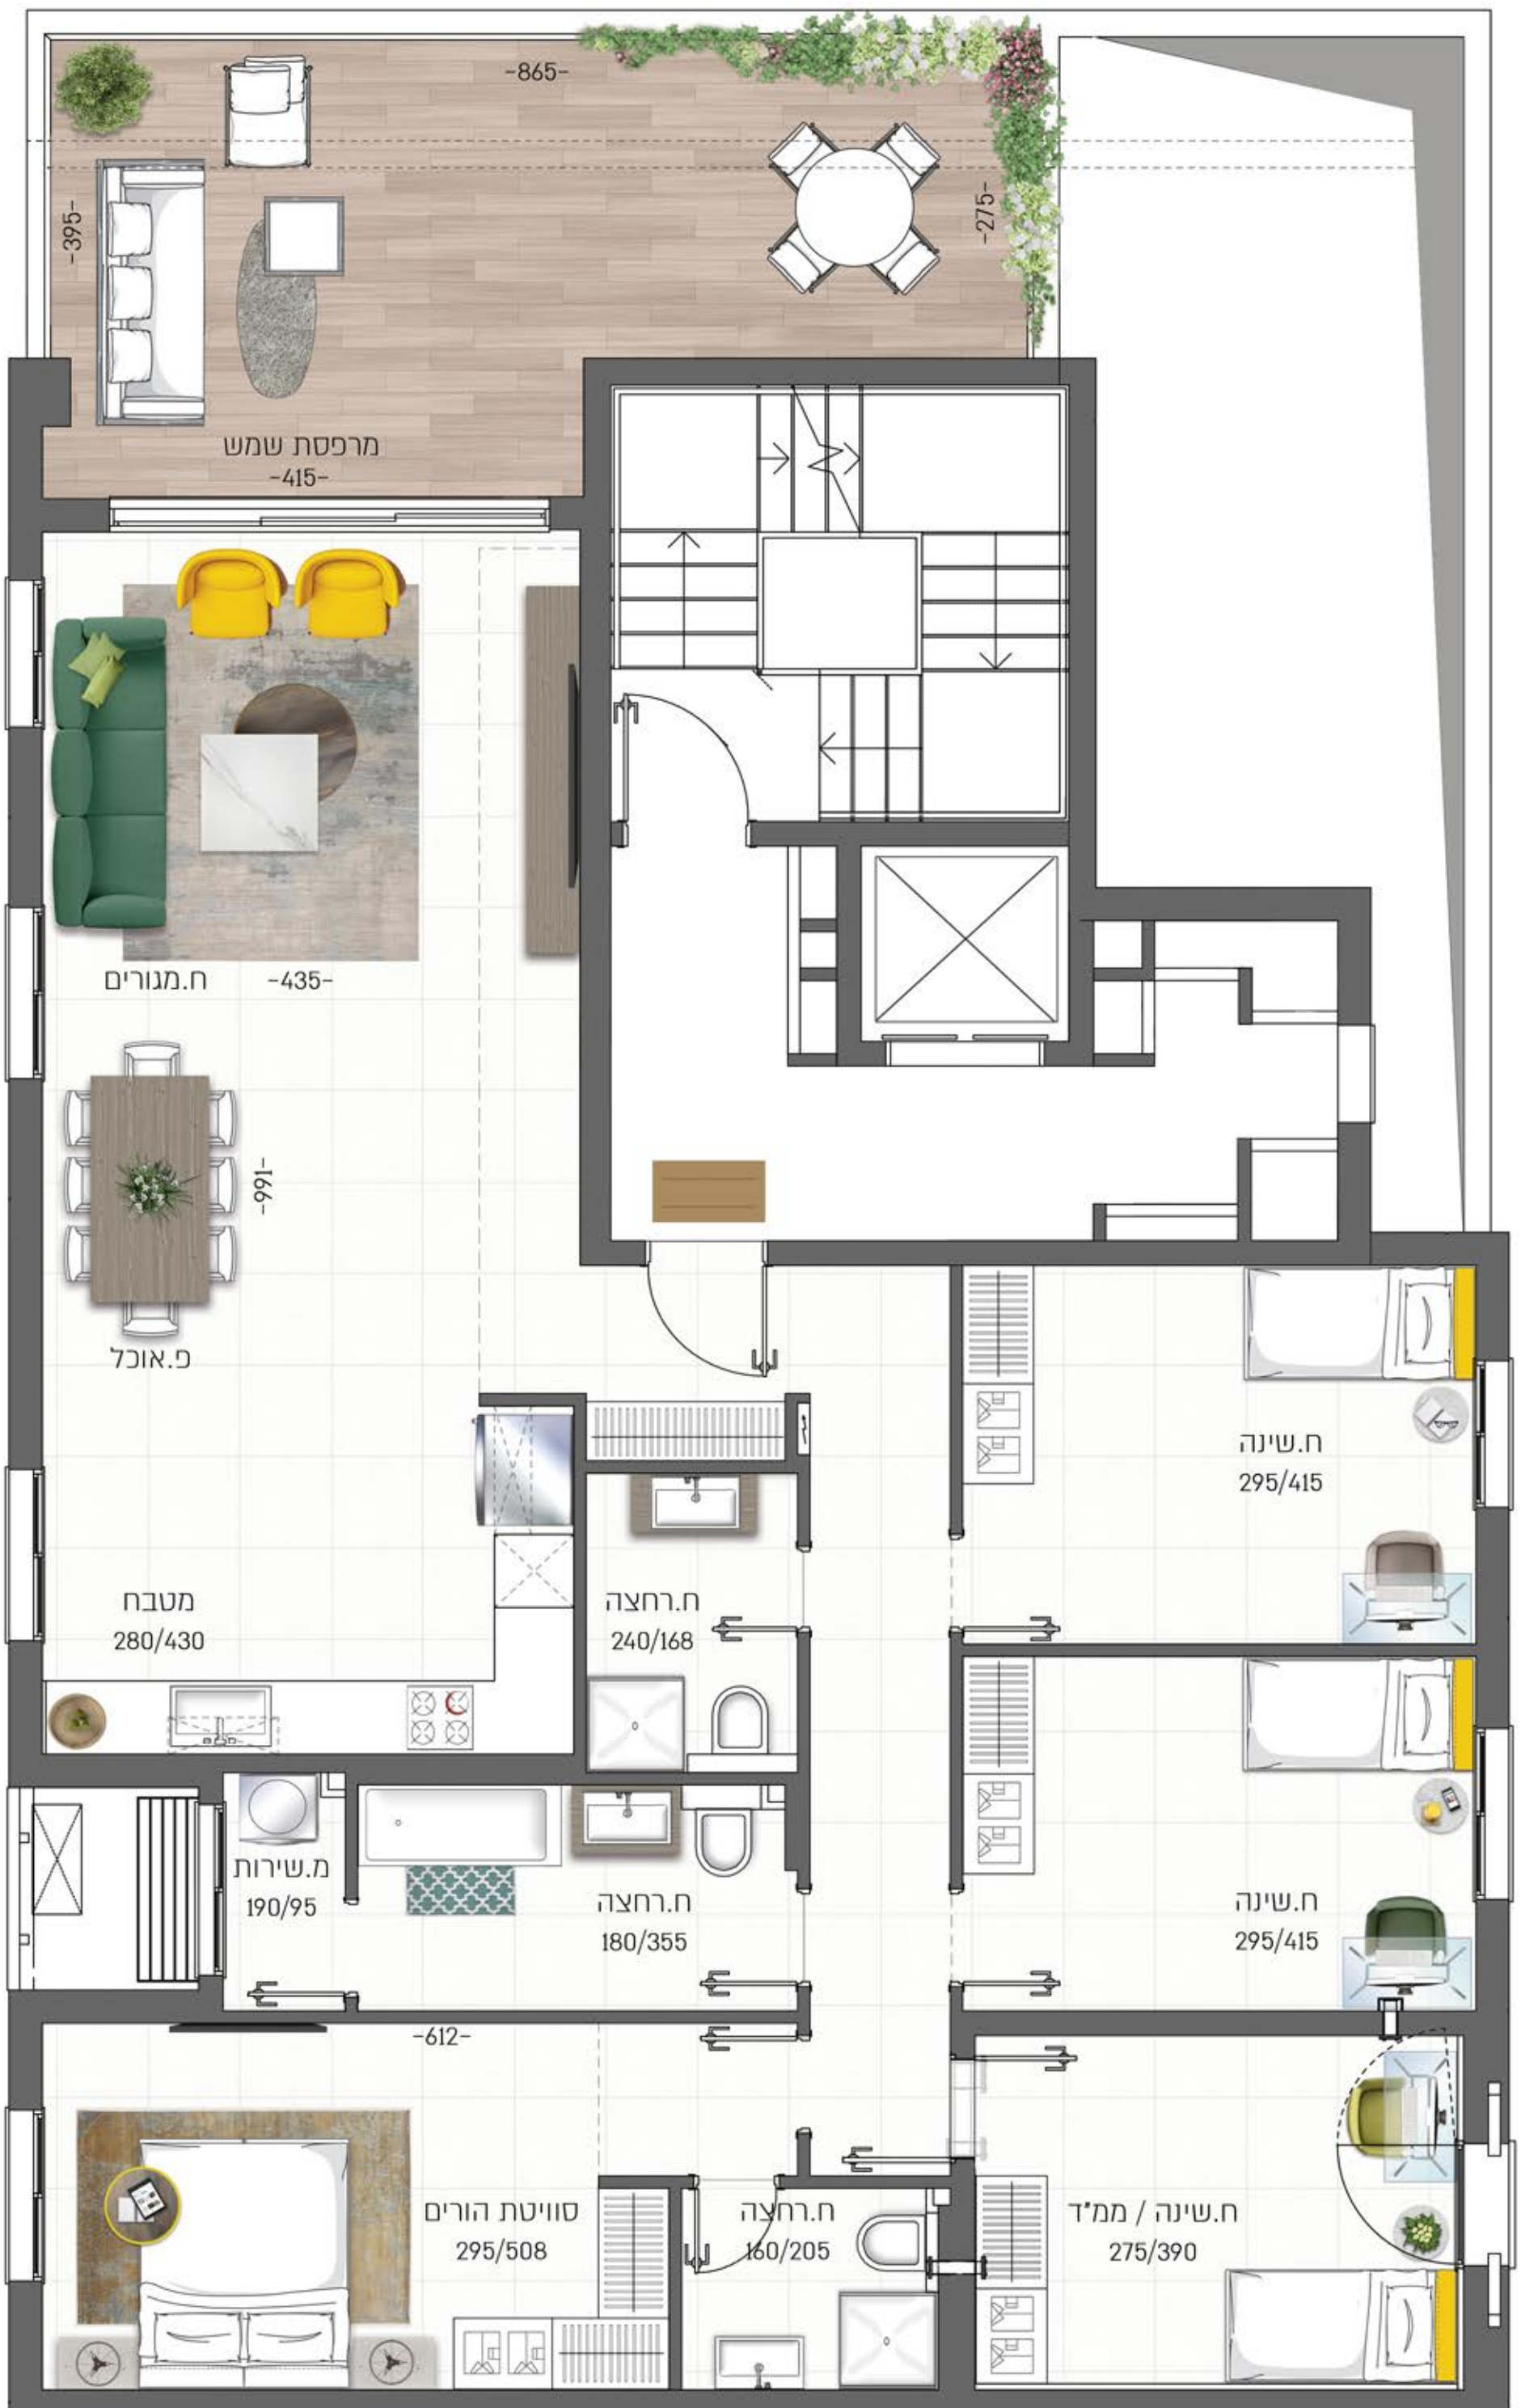 -865-
-395-
-275-
מרפסת שמש
-415-
ח.מגורים
-435-
-991-
פ.אוכל
ח.שינה
295/415
מטבח
280/430
ח.רחצה
240/168
מ.שירות
190/95
ח.רחצה
180/355
ח.שינה
295/415
-612-
סוויטת הורים
295/508
ח.רחצה
160/205
ח.שינה / ממ"ד
275/390